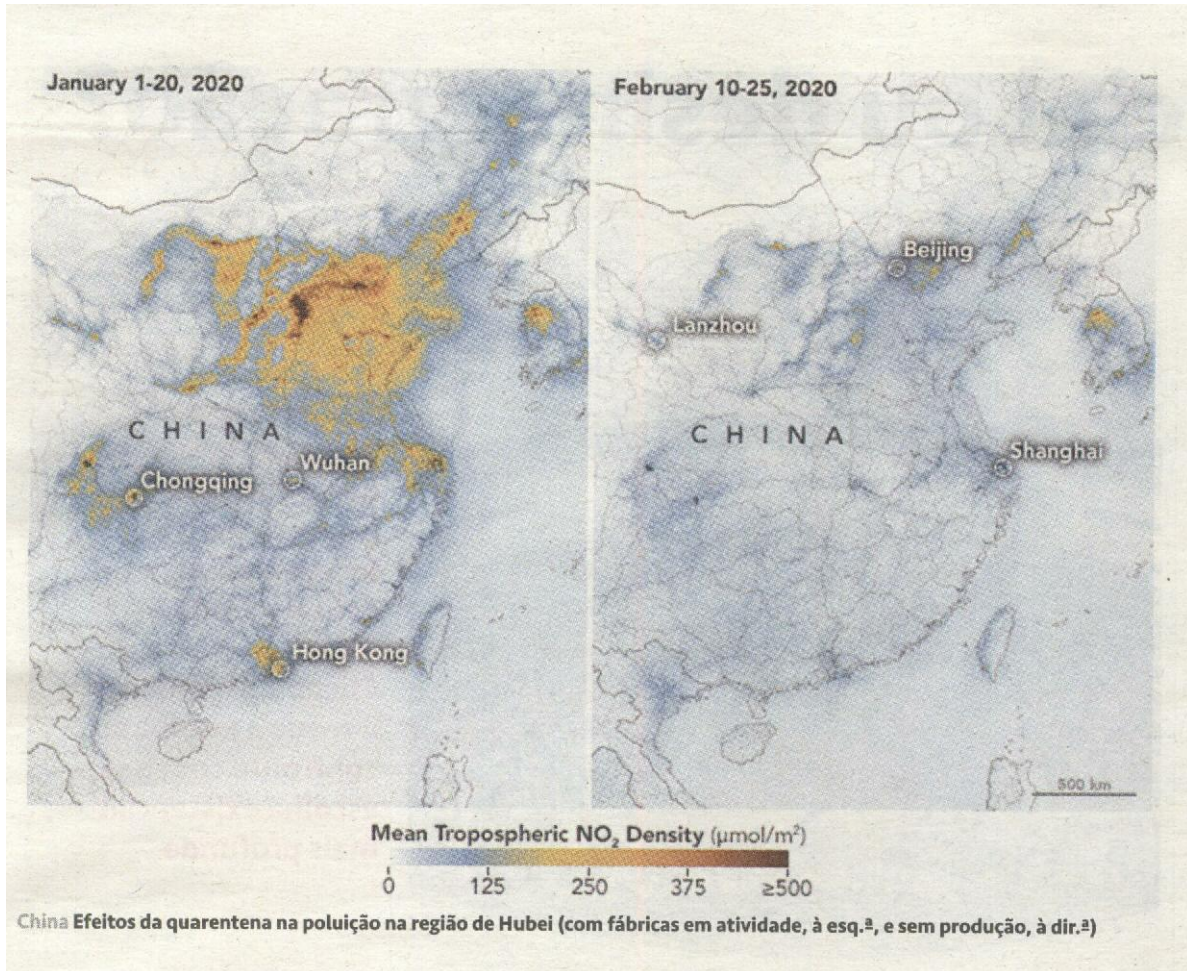 January 1-20, 2020
February 10-25, 2020
Beijing
Lanzhou
CHINA
CHINA
Wuhan
Chongqing
Shanghai
Hong Kong
500 km
Mean Tropospheric NO₂ Density (µmol/m²)
0 125 250 375 ≥500
China Efeitos da quarentena na poluição na região de Hubei (com fábricas em atividade, à esq.ª, e sem produção, à dir.ª)